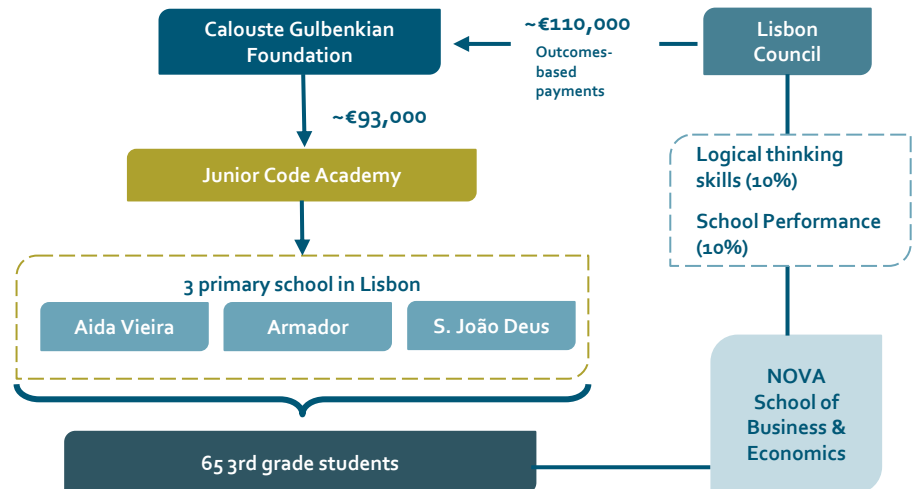 Calouste Gulbenkian
Foundation
~€110,000
Outcomes-
based
payments
Lisbon
Council
~€93,000
Junior Code Academy
Logical thinking
skills (10%)
School Performance
(10%)
3 primary school in Lisbon
Aida Vieira
Armador
S. João Deus
NOVA
School of
Business &
Economics
65 3rd grade students